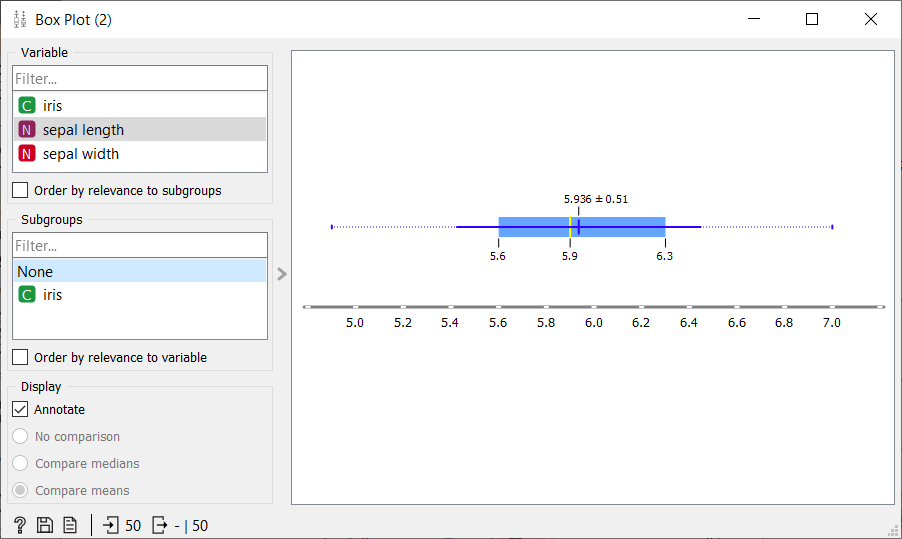 Box Plot (2)
Variable
Filter...
C iris
N sepal length
N sepal width
Order by relevance to subgroups
Subgroups
Filter...
None
C iris
Order by relevance to variable
Display
Annotate
No comparison
Compare medians
Compare means
? 50 - | 50
5.936 ± 0.51
5.6 5.9 6.3
5.0 5.2 5.4 5.6 5.8 6.0 6.2 6.4 6.6 6.8 7.0